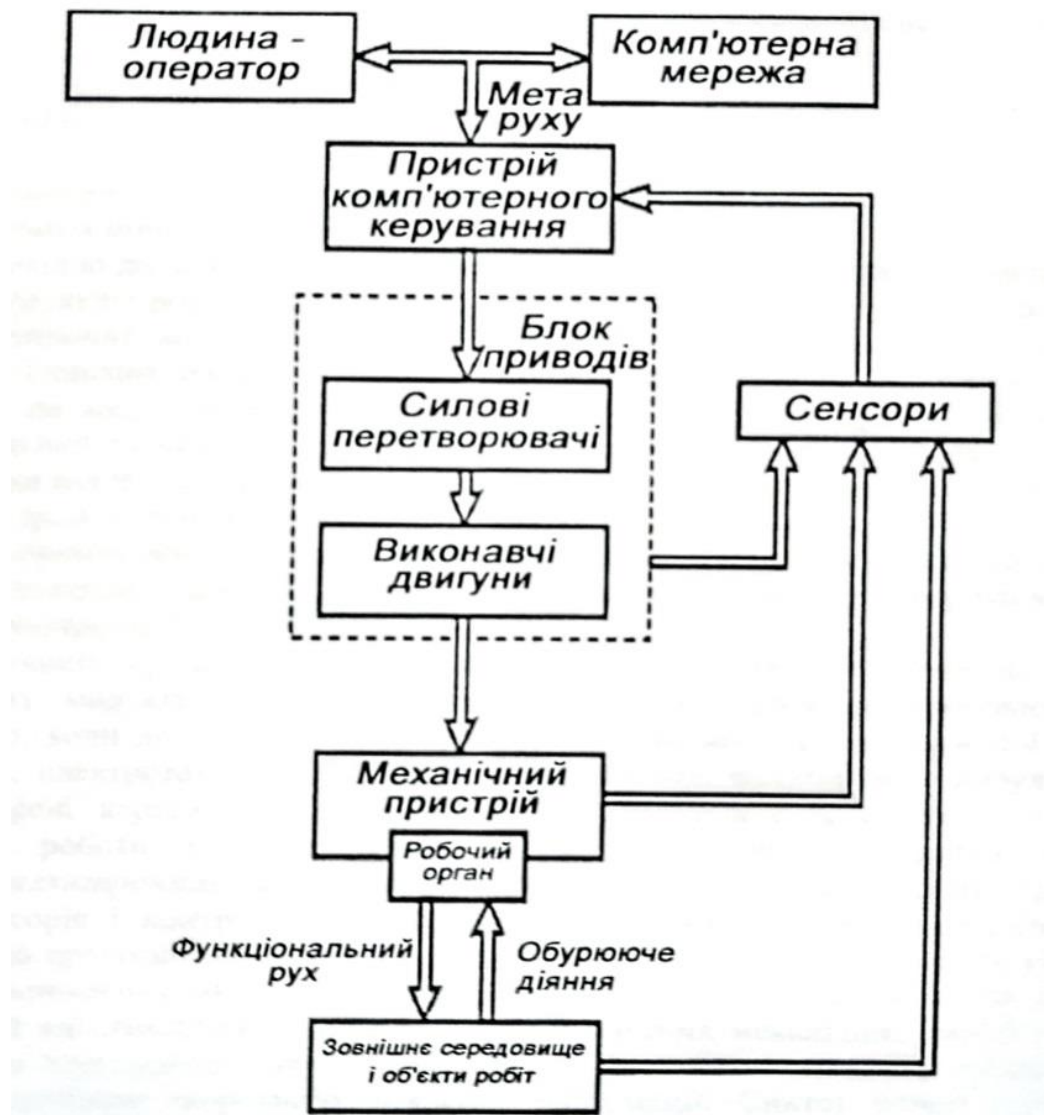 Людина -
оператор
Комп'ютерна
мережа
Мета
руху
Пристрій
комп'ютерного
керування
Блок
приводів
Силові
перетворювачі
Сенсори
Виконавчі
двигуни
Механічний
пристрій
Робочий
орган
Функціональний
рух
Обурююче
діяння
Зовнішнє середовище
і об'єкти робіт